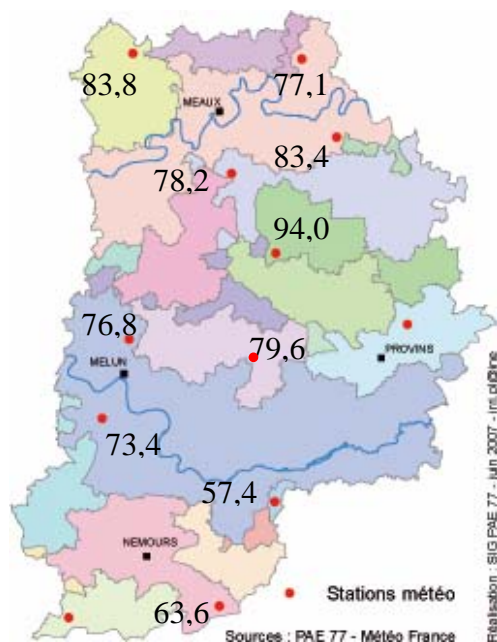 83,8
77,1
MEAUX
83,4
78,2
94,0
76,8
79,6
PROVINS
MELUN
73,4
57,4
NEMOURS
63,6
Stations météo
Sources : PAE 77 - Météo France
SIG PAE 77 - juin 2007